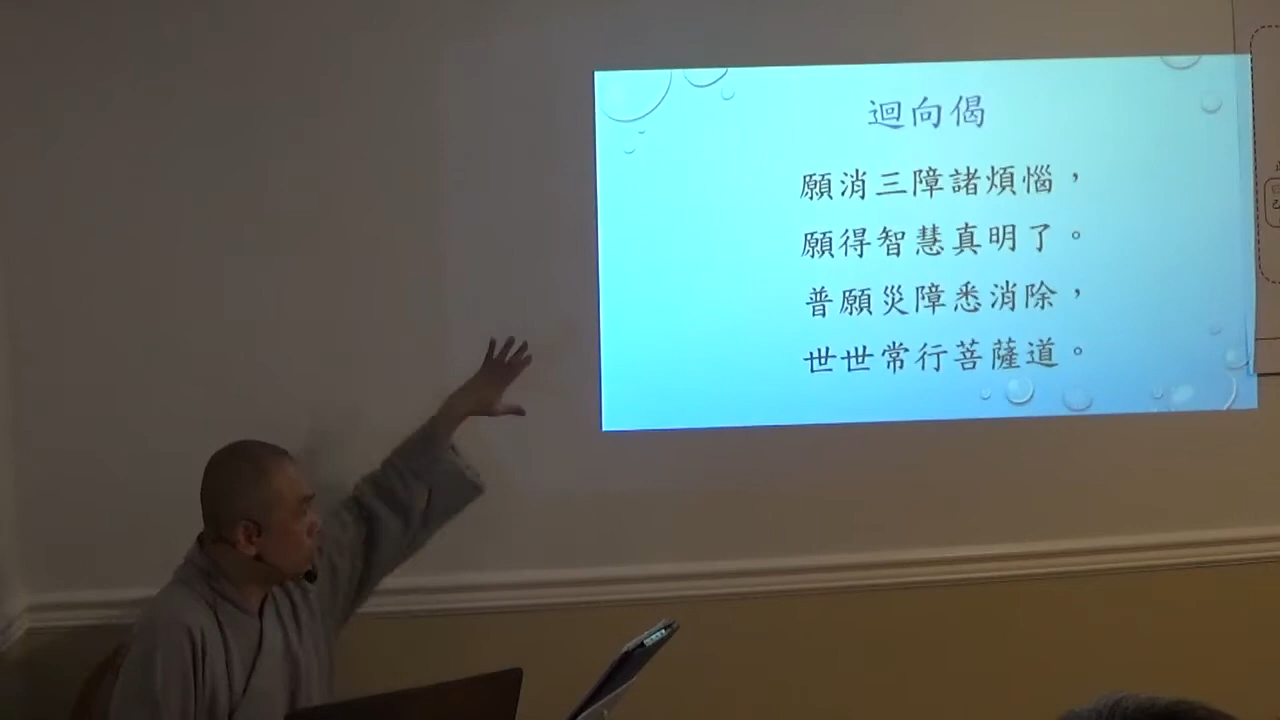 迴向偈
願消三障諸煩惱，
願得智慧真明了。
普願災障悉消除，
世世常行菩薩道。